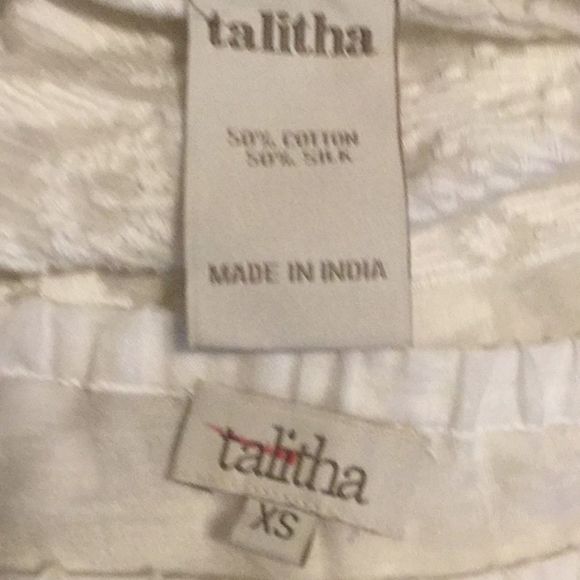 talitha
50% COTTON
50% SILK
MADE IN INDIA
talitha
XS